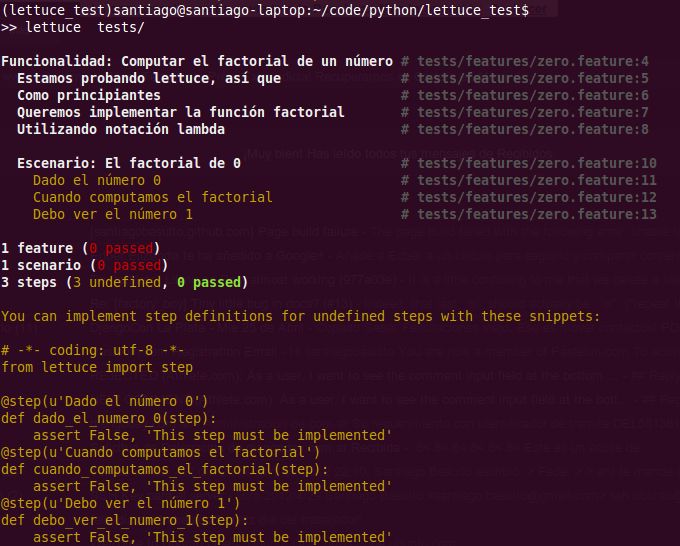 (lettuce_test)santiago@santiago-laptop:~/code/python/lettuce_test$
>> lettuce  tests/
Funcionalidad: Computar el factorial de un número # tests/features/zero.feature:4
  Estamos probando lettuce, así que               # tests/features/zero.feature:5
  Como principiantes                              # tests/features/zero.feature:6
  Queremos implementar la función factorial       # tests/features/zero.feature:7
  Utilizando notación lambda                      # tests/features/zero.feature:8
  Escenario: El factorial de 0                    # tests/features/zero.feature:10
    Dado el número 0                              # tests/features/zero.feature:11
    Cuando computamos el factorial                # tests/features/zero.feature:12
    Debo ver el número 1                          # tests/features/zero.feature:13
1 feature (0 passed)
1 scenario (0 passed)
3 steps (3 undefined, 0 passed)
You can implement step definitions for undefined steps with these snippets:
# -*- coding: utf-8 -*-
from lettuce import step
@step(u'Dado el número 0')
def dado_el_numero_0(step):
    assert False, 'This step must be implemented'
@step(u'Cuando computamos el factorial')
def cuando_computamos_el_factorial(step):
    assert False, 'This step must be implemented'
@step(u'Debo ver el número 1')
def debo_ver_el_numero_1(step):
    assert False, 'This step must be implemented'